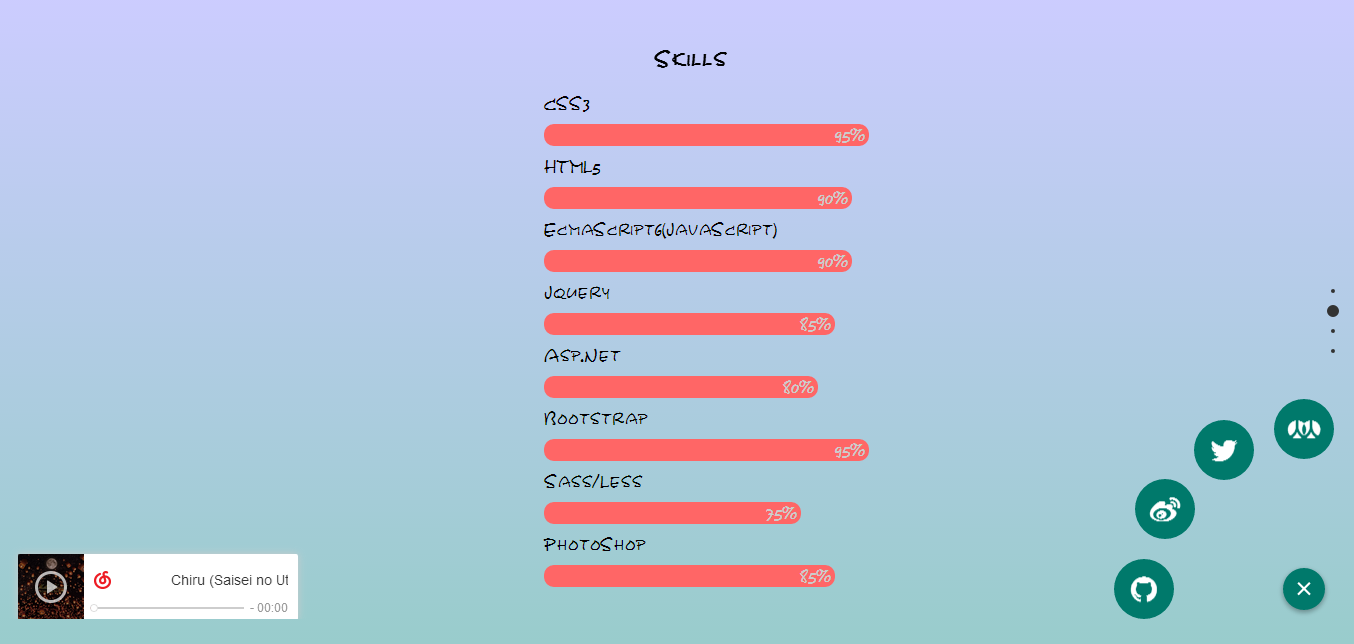 Skills
CSS3
95%
HTML5
90%
EcmaScript6(JavaScript)
90%
Jquery
85%
Asp.Net
80%
Bootstrap
95%
Sass/Less
75%
PhotoShop
85%
Chiru (Saisei no Ut
- 00:00